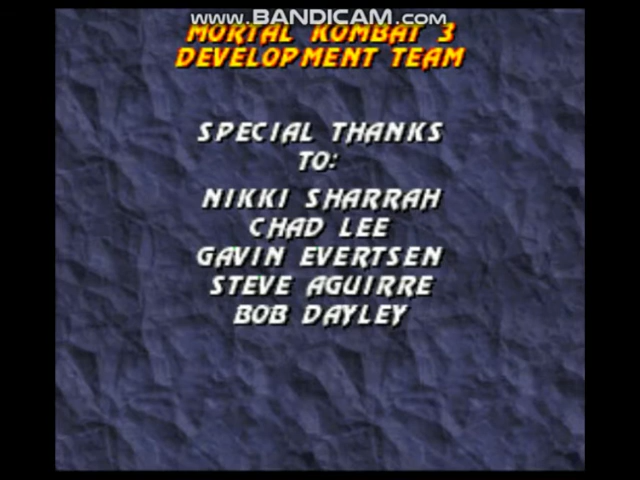 www.BANDICAM.com
MORTAL KOMBAT 3
DEVELOPMENT TEAM
SPECIAL THANKS
TO:
NIKKI SHARRAH
CHAD LEE
GAVIN EVERTSEN
STEVE AGUIRRE
BOB DAYLEY